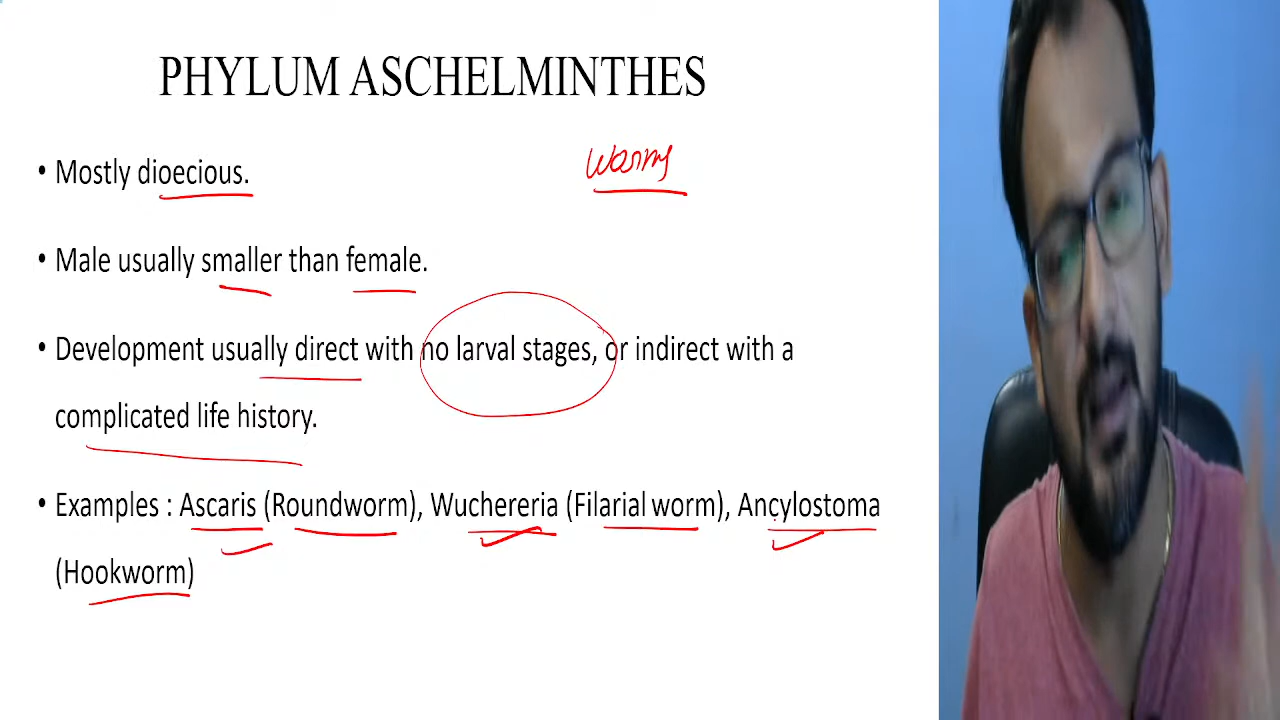 PHYLUM ASCHELMINTHES
• Mostly dioecious.
worms
• Male usually smaller than female.
• Development usually direct with no larval stages, or indirect with a
complicated life history.
• Examples : Ascaris (Roundworm), Wuchereria (Filarial worm), Ancylostoma
(Hookworm)